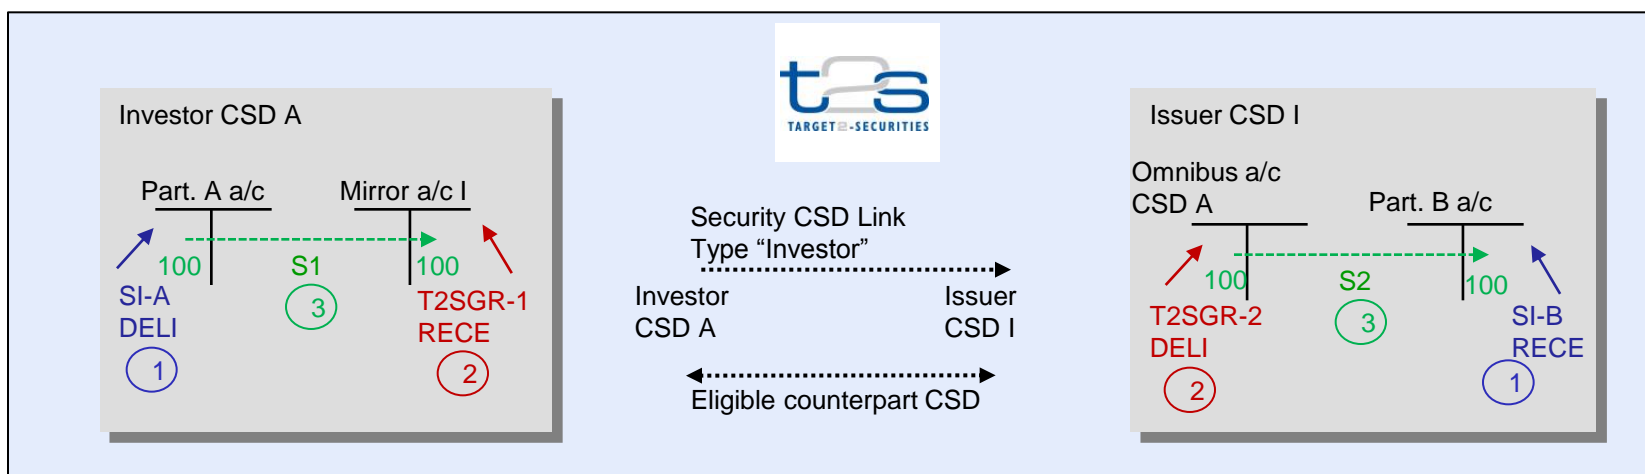 t2s
TARGET2-SECURITIES
Investor CSD A
Part. A a/c
Mirror a/c I
100
S1
100
SI-A
DELI
1
3
T2SGR-1
RECE
2
Security CSD Link
Type “Investor”
Investor
CSD A
Issuer
CSD I
Eligible counterpart CSD
Issuer CSD I
Omnibus a/c
CSD A
Part. B a/c
100
S2
100
T2SGR-2
DELI
2
3
SI-B
RECE
1